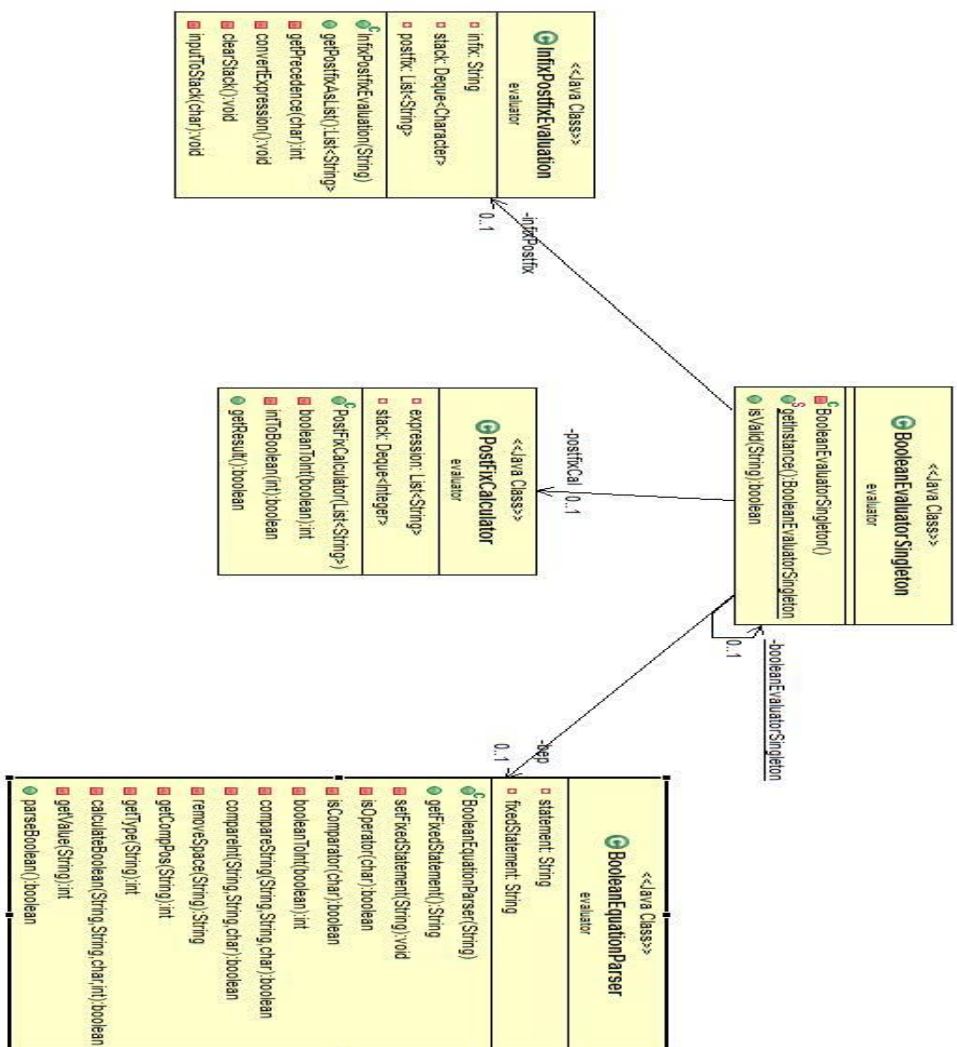 <<Java Class>>
BooleanEvaluatorSingleton
evaluator
BooleanEvaluatorSingleton()
getInstance():BooleanEvaluatorSingleton
isValid(String):boolean
-booleanEvaluatorSingleton
0..1
-infixPostfix
0..1
-postfixCal
0..1
-bep
0..1
<<Java Class>>
InfixPostfixEvaluation
evaluator
infix: String
stack: Deque<Character>
postfix: List<String>
InfixPostfixEvaluation(String)
getPostfixAsList():List<String>
getPrecedence(char):int
convertExpression():void
clearStack():void
inputToStack(char):void
<<Java Class>>
PostFixCalculator
evaluator
expression: List<String>
stack: Deque<Integer>
PostFixCalculator(List<String>)
booleanToInt(boolean):int
intToBoolean(int):boolean
getResult():boolean
<<Java Class>>
BooleanEquationParser
evaluator
statement: String
fixedStatement: String
BooleanEquationParser(String)
getFixedStatement():String
setFixedStatement(String):void
isOperator(char):boolean
isComparator(char):boolean
booleanToInt(boolean):int
compareString(String,String,char):boolean
compareInt(String,String,char):boolean
removeSpace(String):String
getCompPos(String):int
getType(String):int
calculateBoolean(String,String,char,int):boolean
getValue(String):int
parseBoolean():boolean